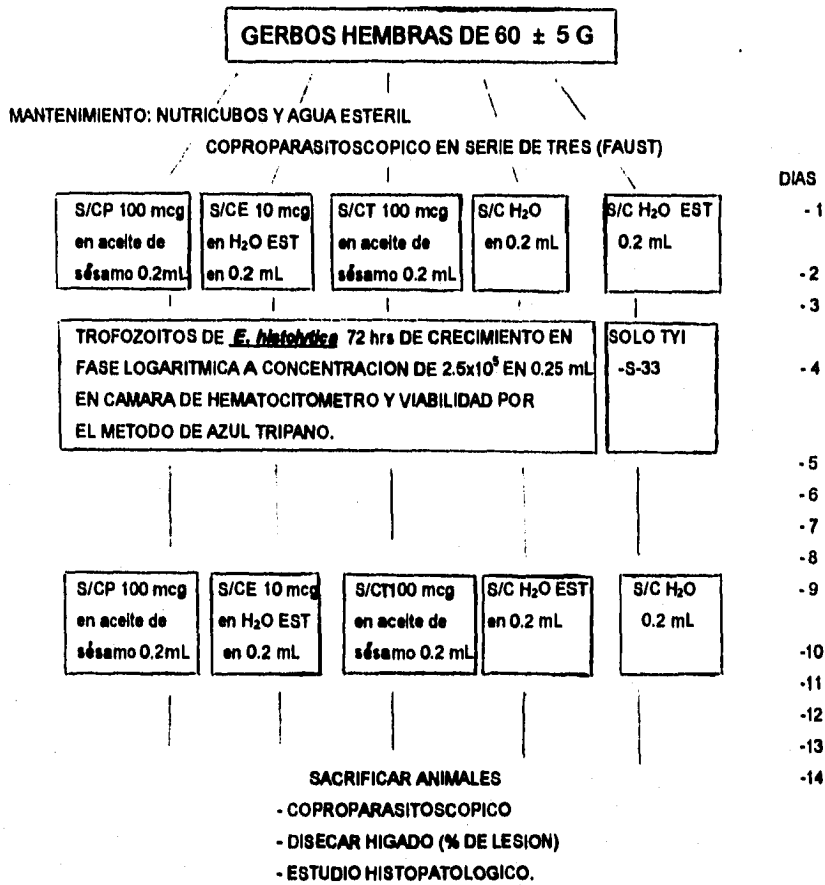 GERBOS HEMBRAS DE 60 ± 5 G
MANTENIMIENTO: NUTRICUBOS Y AGUA ESTERIL
COPROPARASITOSCOPICO EN SERIE DE TRES (FAUST)
DIAS
S/CP 100 mcg
en aceite de
sésamo 0.2mL
S/CE 10 mcg
en H₂O EST
en 0.2 mL
S/CT 100 mcg
en aceite de
sésamo 0.2 mL
S/C H₂O
en 0.2 mL
S/C H₂O EST
0.2 mL
- 1
-2
- 3
TROFOZOITOS DE E. histolytica 72 hrs DE CRECIMIENTO EN
FASE LOGARITMICA A CONCENTRACION DE 2.5x10⁵ EN 0.25 mL
EN CAMARA DE HEMATOCITOMETRO Y VIABILIDAD POR
EL METODO DE AZUL TRIPANO.
SOLO TYI
-S-33
- 4
- 5
- 6
- 7
- 8
S/CP 100 mcg
en aceite de
sésamo 0.2mL
S/CE 10 mcg
en H₂O EST
en 0.2 mL
S/CT100 mcg
en aceite de
sésamo 0.2 mL
S/C H₂O EST
en 0.2 mL
S/C H₂O
0.2 mL
- 9
-10
-11
-12
-13
-14
SACRIFICAR ANIMALES
- COPROPARASITOSCOPICO
- DISECAR HIGADO (% DE LESION)
- ESTUDIO HISTOPATOLOGICO.